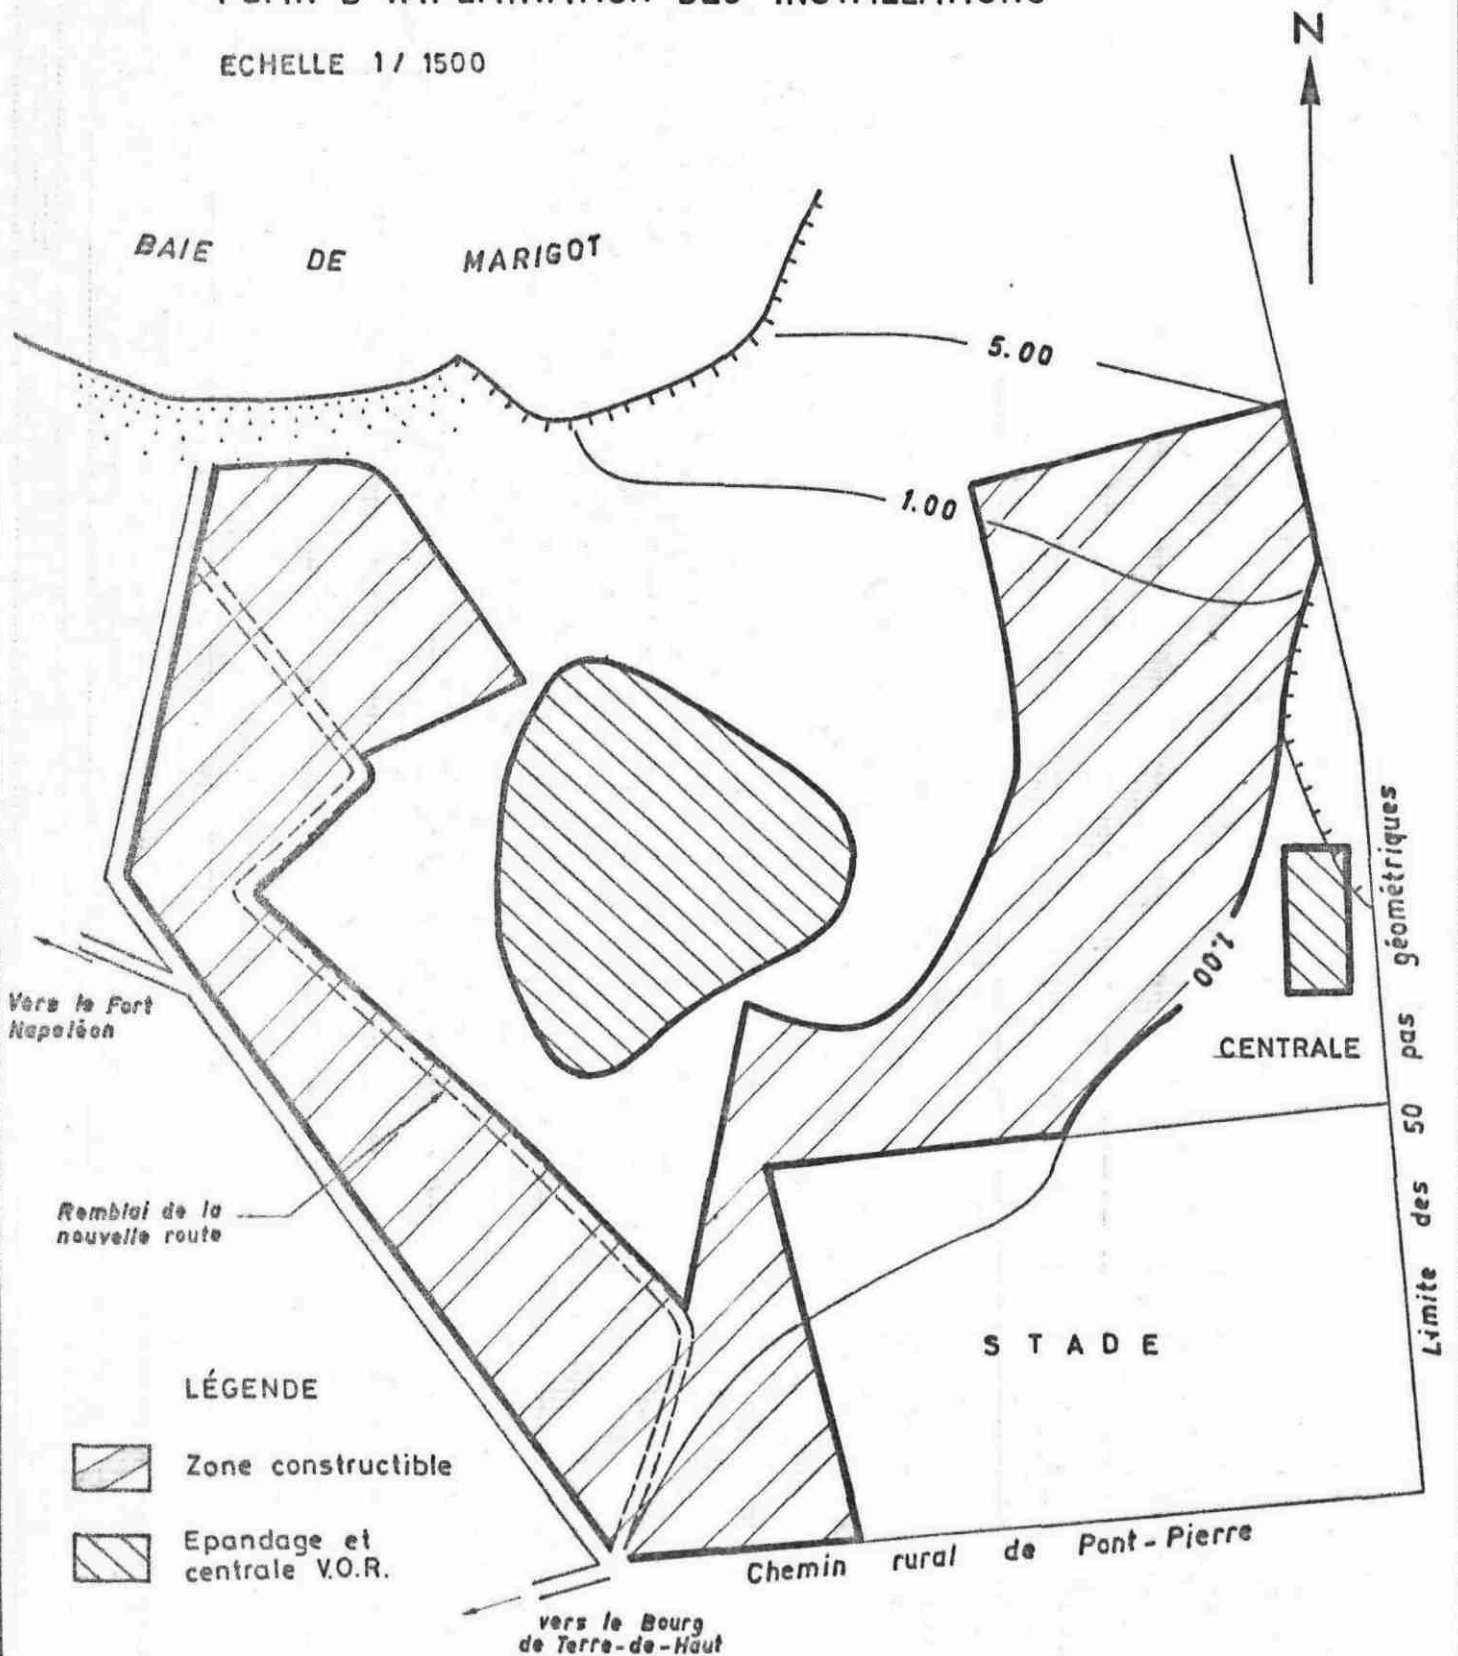 DES INSTALLATIONS
ECHELLE 1/ 1500
N
BAIE DE MARIGOT
5.00
1.00
géométriques
1.00
Vers le Fort
Napoléon
CENTRALE
Limite des 50 pas
Remblai de la
nouvelle route
STADE
LÉGENDE
Zone constructible
Epandage et
centrale V.O.R.
Chemin rural de Pont-Pierre
vers le Bourg
de Terre-de-Haut